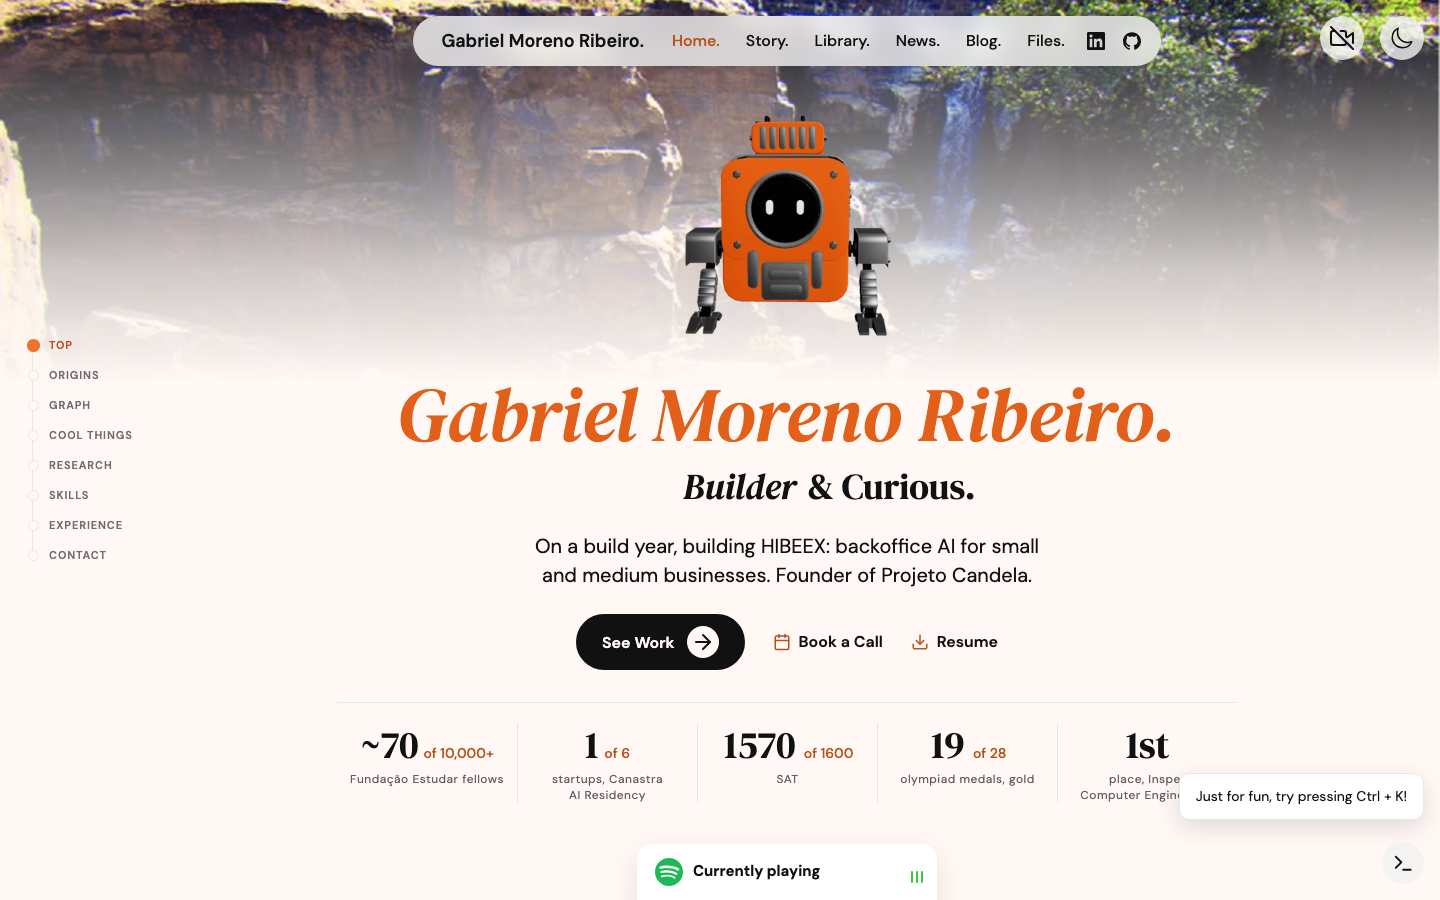 Gabriel Moreno Ribeiro. Home. Story. Library. News. Blog. Files.
TOP
ORIGINS
GRAPH
COOL THINGS
RESEARCH
SKILLS
EXPERIENCE
CONTACT
Gabriel Moreno Ribeiro.
Builder & Curious.
On a build year, building HIBEEX: backoffice AI for small
and medium businesses. Founder of Projeto Candela.
See Work Book a Call Resume
~70 of 10,000+
Fundação Estudar fellows
1 of 6
startups, Canastra
AI Residency
1570 of 1600
SAT
19 of 28
olympiad medals, gold
1st
place, Inspe
Computer Engin
Just for fun, try pressing Ctrl + K!
Currently playing